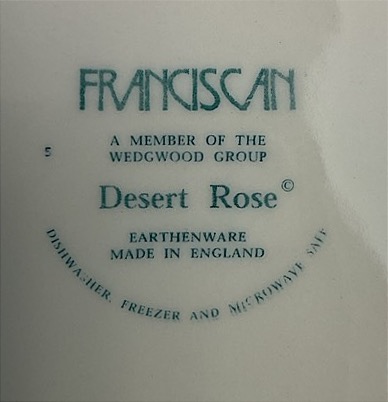 FRANCISCAN
A MEMBER OF THE
5
WEDGWOOD GROUP
Desert Rose©
EARTHENWARE
MADE IN ENGLAND
DISHWASHER, FREEZER AND MICROWAVE SAFE